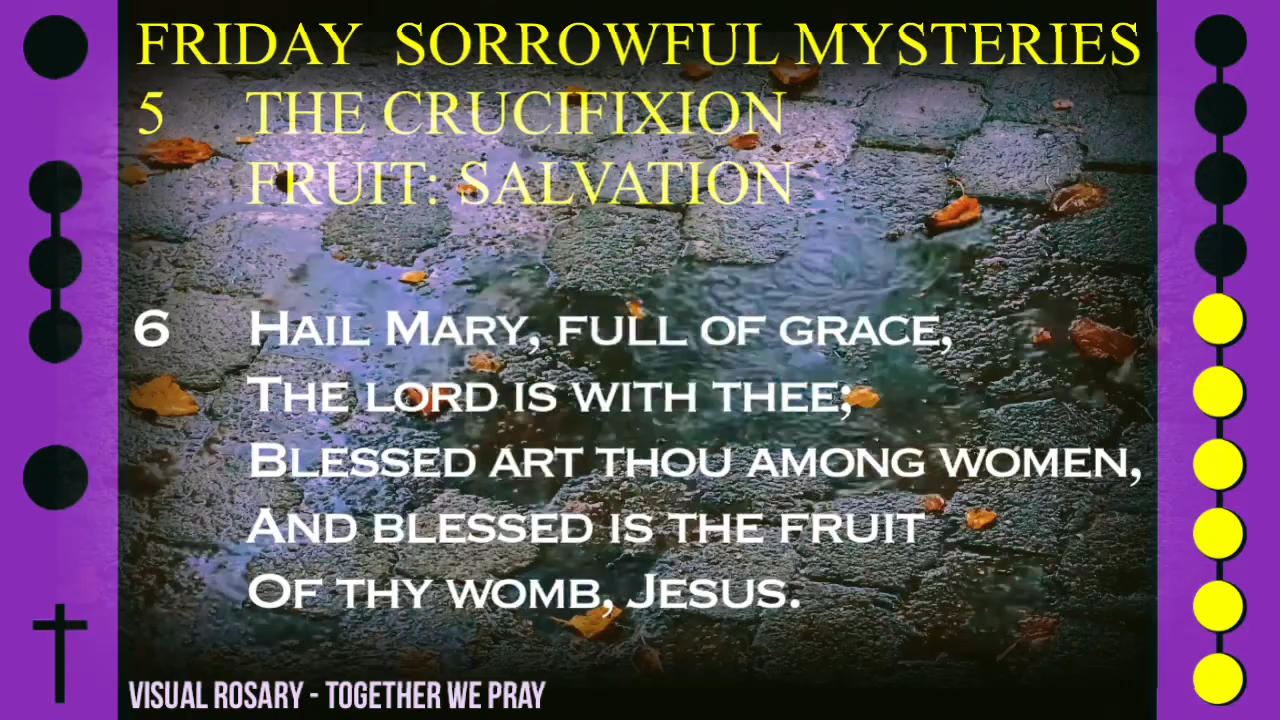 FRIDAY SORROWFUL MYSTERIES
5 THE CRUCIFIXION
FRUIT: SALVATION
6 HAIL MARY, FULL OF GRACE,
THE LORD IS WITH THEE;
BLESSED ART THOU AMONG WOMEN,
AND BLESSED IS THE FRUIT
OF THY WOMB, JESUS.
VISUAL ROSARY - TOGETHER WE PRAY